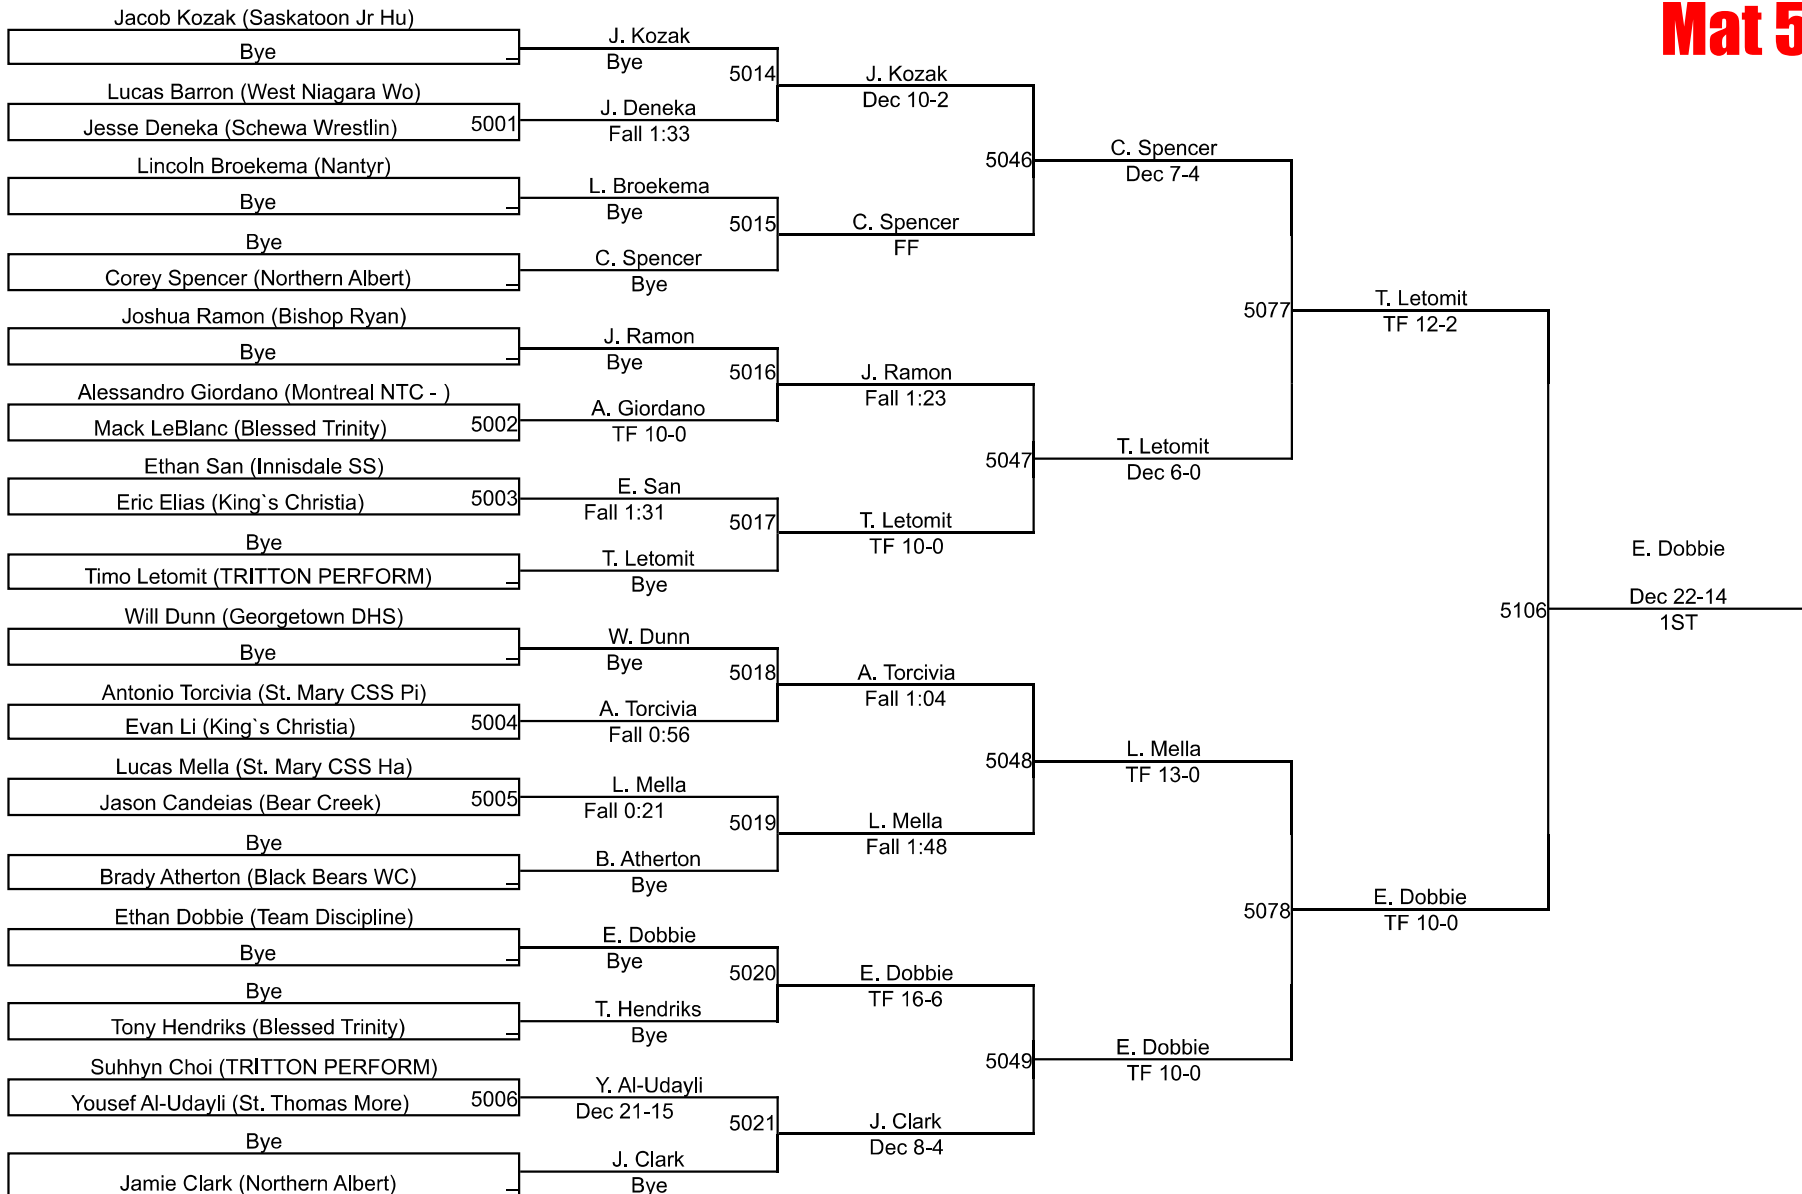 Mat 5
Jacob Kozak (Saskatoon Jr Hu)
Bye
Lucas Barron (West Niagara Wo)
Jesse Deneka (Schewa Wrestlin) 5001
Lincoln Broekema (Nantyr)
Bye
Bye
Corey Spencer (Northern Albert)
Joshua Ramon (Bishop Ryan)
Bye
Alessandro Giordano (Montreal NTC - )
Mack LeBlanc (Blessed Trinity) 5002
Ethan San (Innisdale SS)
Eric Elias (King`s Christia) 5003
Bye
Timo Letomit (TRITTON PERFORM)
Will Dunn (Georgetown DHS)
Bye
Antonio Torcivia (St. Mary CSS Pi)
Evan Li (King`s Christia) 5004
Lucas Mella (St. Mary CSS Ha)
Jason Candeias (Bear Creek) 5005
Bye
Brady Atherton (Black Bears WC)
Ethan Dobbie (Team Discipline)
Bye
Bye
Tony Hendriks (Blessed Trinity)
Suhhyn Choi (TRITTON PERFORM)
Yousef Al-Udayli (St. Thomas More) 5006
Bye
Jamie Clark (Northern Albert)
J. Kozak
Bye
5014
J. Deneka
Fall 1:33
L. Broekema
Bye
5015
C. Spencer
Bye
J. Ramon
Bye
5016
A. Giordano
TF 10-0
E. San
Fall 1:31
5017
T. Letomit
Bye
W. Dunn
Bye
5018
A. Torcivia
Fall 0:56
L. Mella
Fall 0:21
5019
B. Atherton
Bye
E. Dobbie
Bye
5020
T. Hendriks
Bye
Y. Al-Udayli
Dec 21-15
5021
J. Clark
Bye
J. Kozak
Dec 10-2
5046
C. Spencer
FF
J. Ramon
Fall 1:23
5047
T. Letomit
TF 10-0
A. Torcivia
Fall 1:04
5048
L. Mella
Fall 1:48
E. Dobbie
TF 16-6
5049
J. Clark
Dec 8-4
C. Spencer
Dec 7-4
5077
T. Letomit
Dec 6-0
L. Mella
TF 13-0
5078
E. Dobbie
TF 10-0
T. Letomit
TF 12-2
5106
E. Dobbie
TF 10-0
E. Dobbie
Dec 22-14
1ST